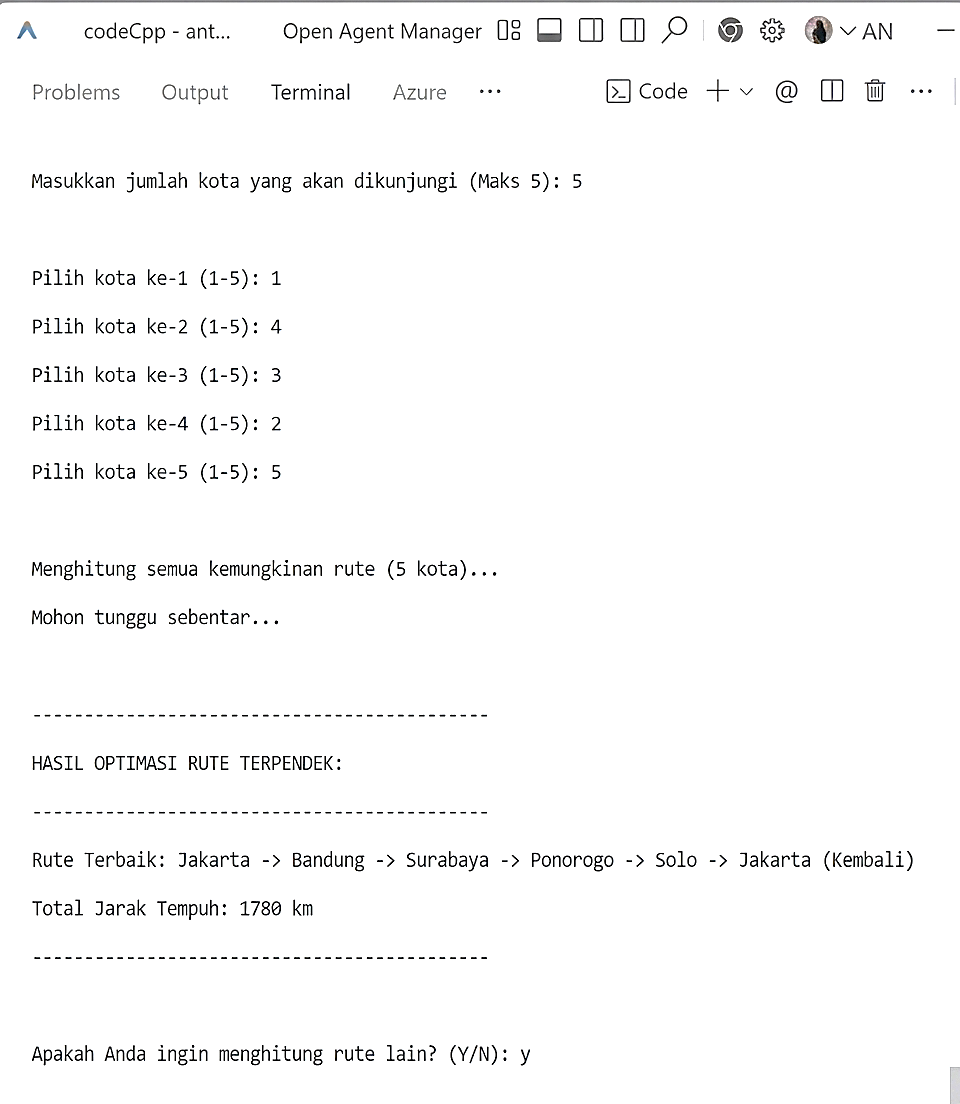 codeCpp - ant... Open Agent Manager AN
Problems Output Terminal Azure ... Code @ ...
Masukkan jumlah kota yang akan dikunjungi (Maks 5): 5
Pilih kota ke-1 (1-5): 1
Pilih kota ke-2 (1-5): 4
Pilih kota ke-3 (1-5): 3
Pilih kota ke-4 (1-5): 2
Pilih kota ke-5 (1-5): 5
Menghitung semua kemungkinan rute (5 kota)...
Mohon tunggu sebentar...
--------------------------------------------
HASIL OPTIMASI RUTE TERPENDEK:
--------------------------------------------
Rute Terbaik: Jakarta -> Bandung -> Surabaya -> Ponorogo -> Solo -> Jakarta (Kembali)
Total Jarak Tempuh: 1780 km
--------------------------------------------
Apakah Anda ingin menghitung rute lain? (Y/N): y